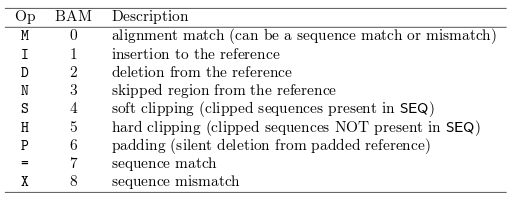 Op BAM Description
M 0 alignment match (can be a sequence match or mismatch)
I 1 insertion to the reference
D 2 deletion from the reference
N 3 skipped region from the reference
S 4 soft clipping (clipped sequences present in SEQ)
H 5 hard clipping (clipped sequences NOT present in SEQ)
P 6 padding (silent deletion from padded reference)
= 7 sequence match
X 8 sequence mismatch